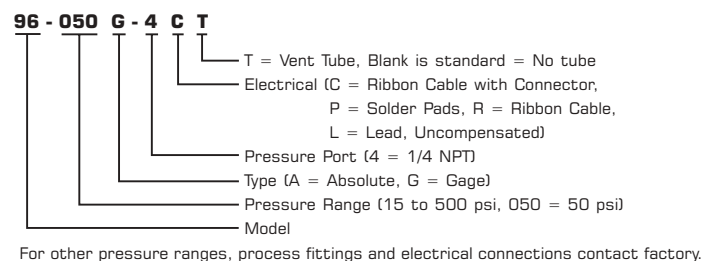 96 - 050 G - 4 C T
T = Vent Tube, Blank is standard = No tube
Electrical (C = Ribbon Cable with Connector,
P = Solder Pads, R = Ribbon Cable,
L = Lead, Uncompensated)
Pressure Port (4 = 1/4 NPT)
Type (A = Absolute, G = Gage)
Pressure Range (15 to 500 psi, 050 = 50 psi)
Model
For other pressure ranges, process fittings and electrical connections contact factory.